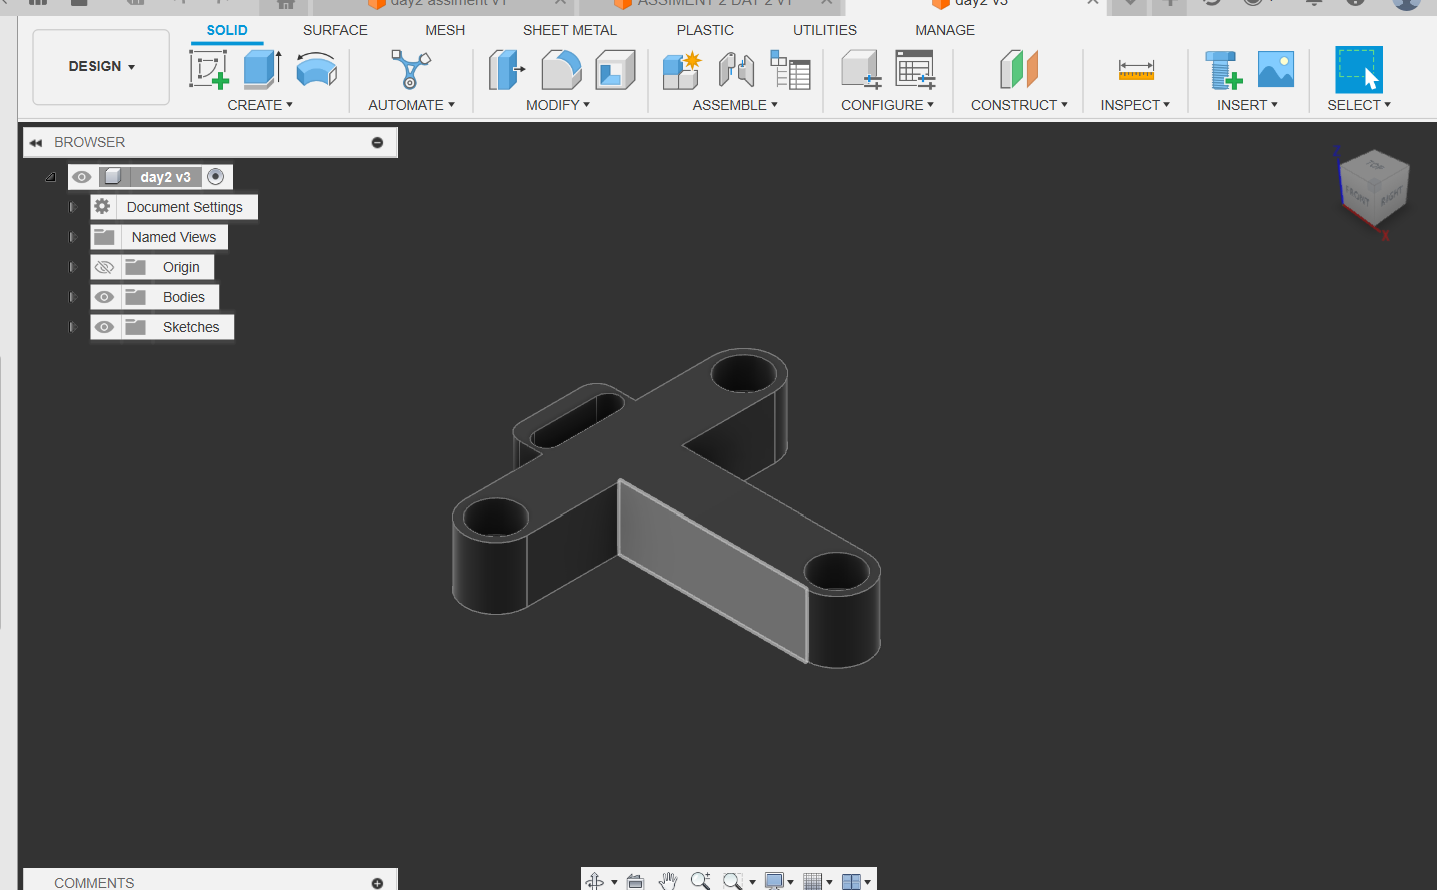 day2 assiment v1
ASSIMENT 2 DAY 2 v1
day2 v3
SOLID
SURFACE
MESH
SHEET METAL
PLASTIC
UTILITIES
MANAGE
DESIGN
CREATE
AUTOMATE
MODIFY
ASSEMBLE
CONFIGURE
CONSTRUCT
INSPECT
INSERT
SELECT
BROWSER
day2 v3
Document Settings
Named Views
Origin
Bodies
Sketches
Z
TOP
FRONT
RIGHT
X
COMMENTS